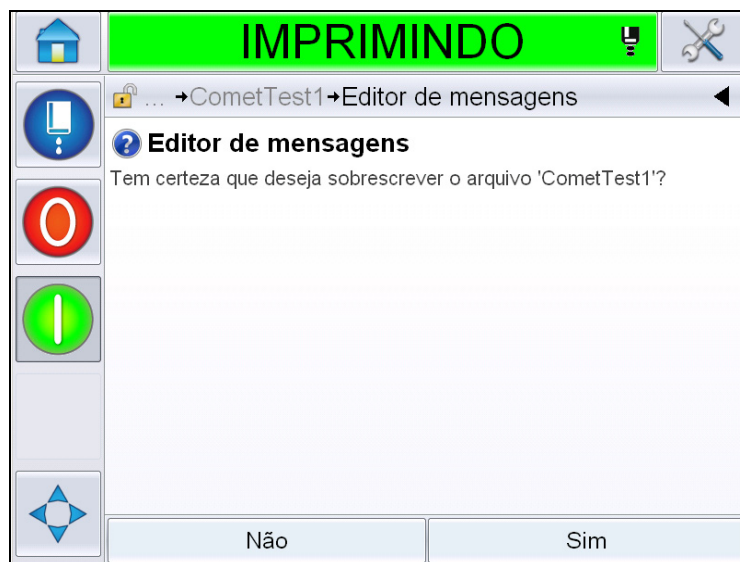 IMPRIMINDO
... →CometTest1→Editor de mensagens
Editor de mensagens
Tem certeza que deseja sobrescrever o arquivo 'CometTest1'?
Não
Sim